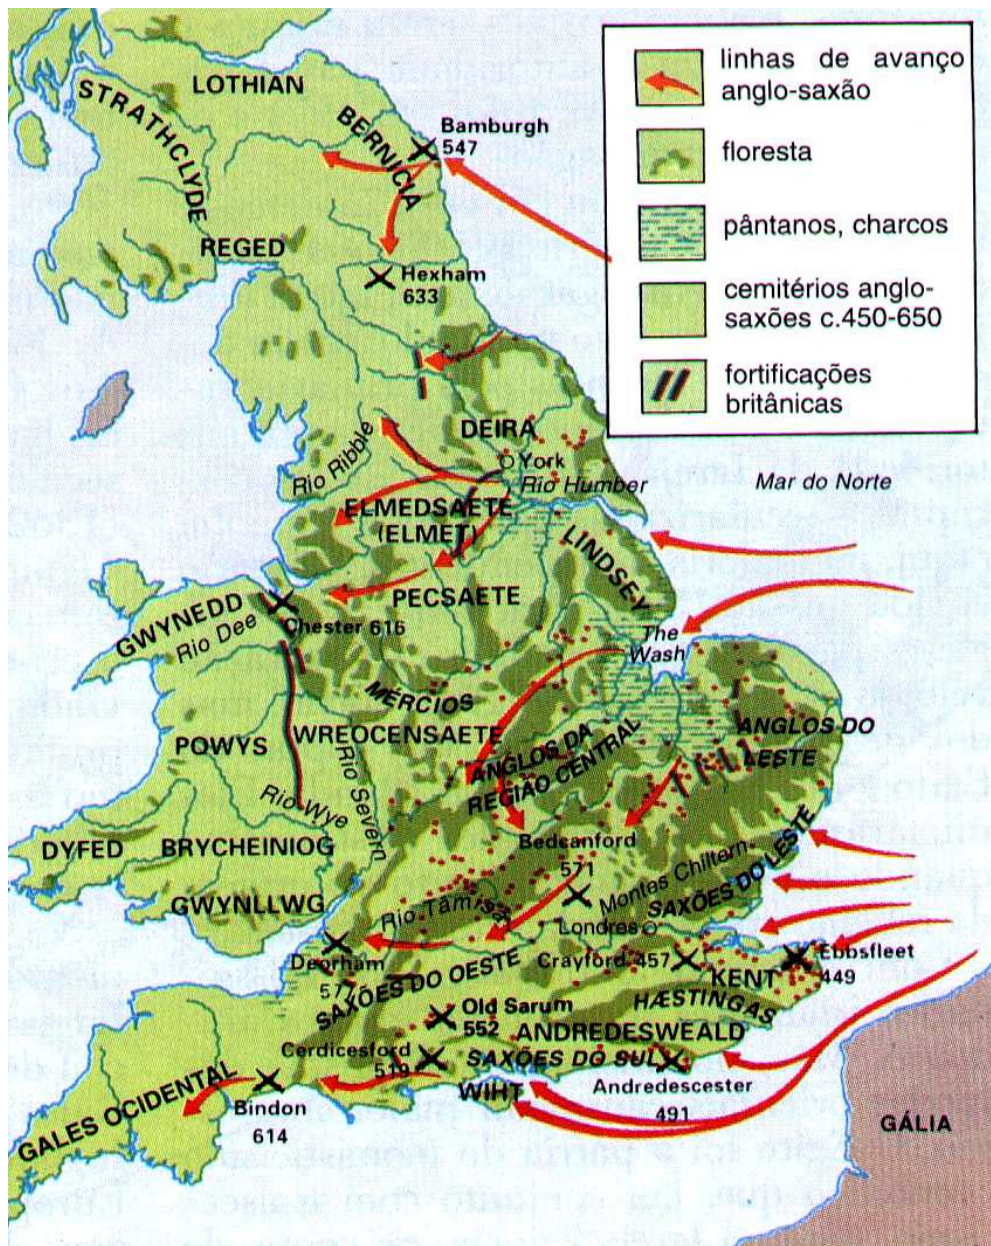 linhas de avanço
anglo-saxão
floresta
pântanos, charcos
cemitérios anglo-
saxões c.450-650
fortificações
britânicas
LOTHIAN
STRATHCLYDE
BERNICIA
Bamburgh
547
REGED
Hexham
633
DEIRA
York
Rio Ribble
Rio Humber
Mar do Norte
ELMEDSAETE
(ELMET)
LINDSEY
PECSAETE
GWYNEDD
Rio Dee
Chester 616
The
Wash
MÉRCIOS
WREOCENSAETE
POWYS
ANGLOS DA
REGIÃO CENTRAL
ANGLOS DO
LESTE
Rio Severn
Rio Wye
DYFED
BRYCHEINIOG
Bedcanford
571
Montes Chiltern
SAXÕES DO LESTE
GWYNLLWG
Rio Tâmisa
Londres
Deorham
577
SAXÕES DO OESTE
Crayford 457
Ebbsfleet
449
KENT
HÆSTINGAS
Old Sarum
552
ANDREDESWEALD
Cerdicesford
519
SAXÕES DO SUL
WIHT
Andredescester
491
GALES OCIDENTAL
Bindon
614
GÁLIA